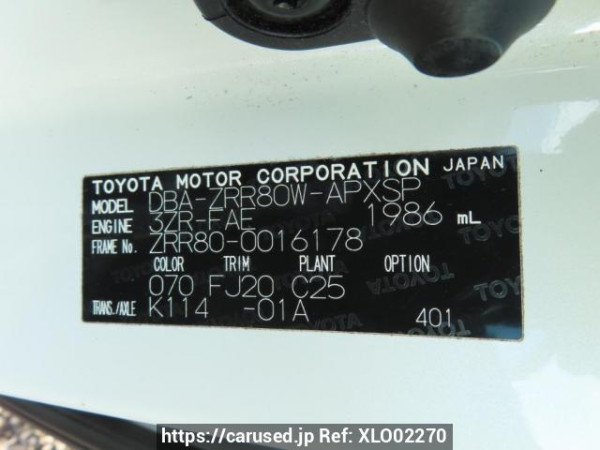 TOYOTA MOTOR CORPORATION JAPAN
MODEL DBA-ZRR80W-APXSP
ENGINE 3ZR-FAE 1986 mL
FRAME No. ZRR80-0016178
COLOR TRIM PLANT OPTION
070 FJ20 C25
TRANS./AXLE K114 -01A 401
https://carused.jp Ref: XLO02270